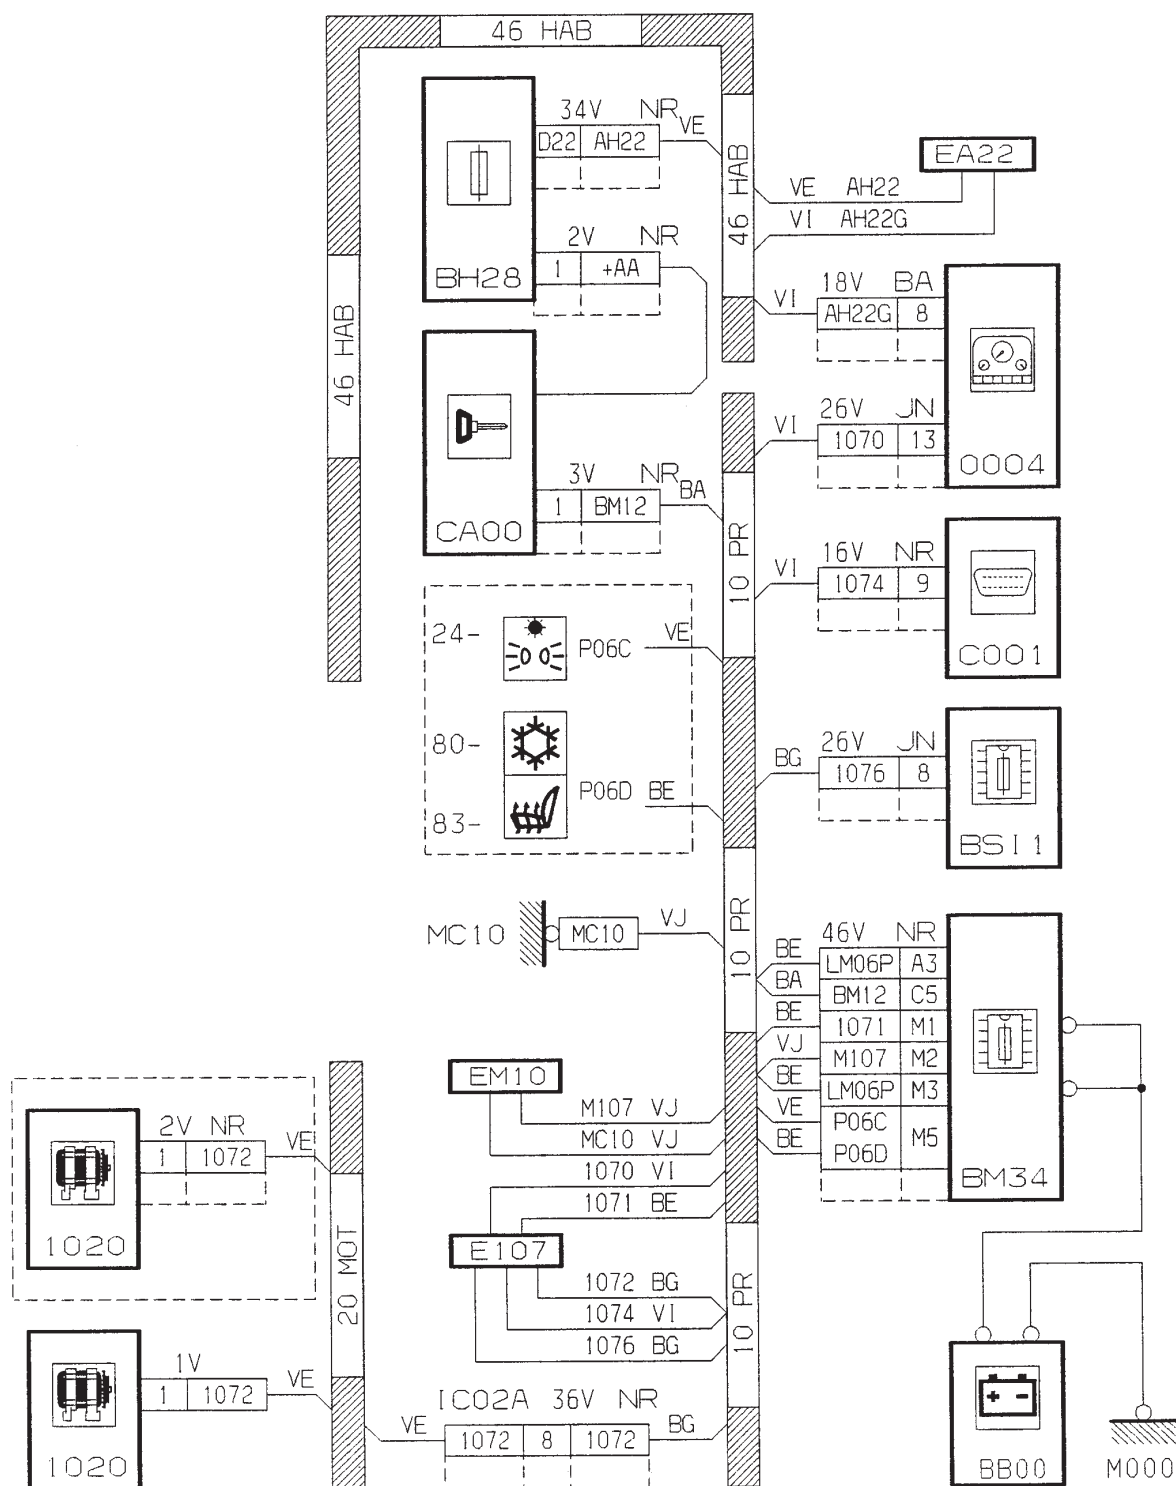 46 HAB
34V NR
D22 AH22
VE
BH28
2V NR
1 +AA
46 HAB
EA22
VE AH22
VI AH22G
46 HAB
VI
18V BA
AH22G 8
VI
26V JN
1070 13
0004
CA00
3V NR
1 BM12
BA
10 PR
VI
16V NR
1074 9
C001
24-
P06C
VE
80-
83-
P06D BE
BG
26V JN
1076 8
BSI1
MC10
MC10
VJ
10 PR
46V NR
BE
LM06P A3
BA
BM12 C5
BE
1071 M1
VJ
M107 M2
BE
LM06P M3
VE
P06C
BE
P06D
M5
BM34
EM10
M107 VJ
MC10 VJ
1070 VI
1071 BE
E107
1072 BG
1074 VI
1076 BG
10 PR
2V NR
1 1072
VE
1020
20 MOT
1V
1 1072
VE
1020
IC02A 36V NR
VE
1072 8 1072
BG
+ -
BB00
M000